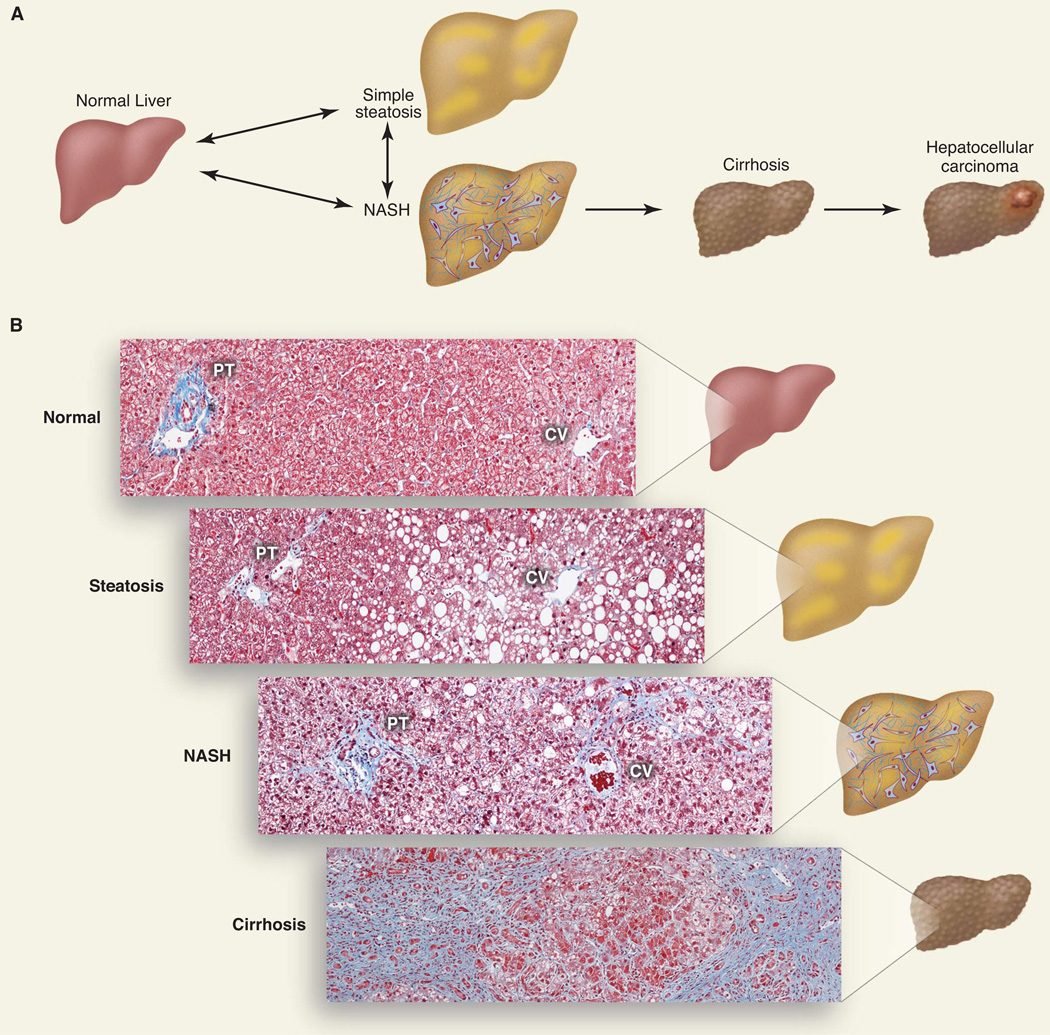 A
Normal Liver
Simple
steatosis
NASH
Cirrhosis
Hepatocellular
carcinoma
B
Normal
PT
CV
Steatosis
PT
CV
NASH
PT
CV
Cirrhosis